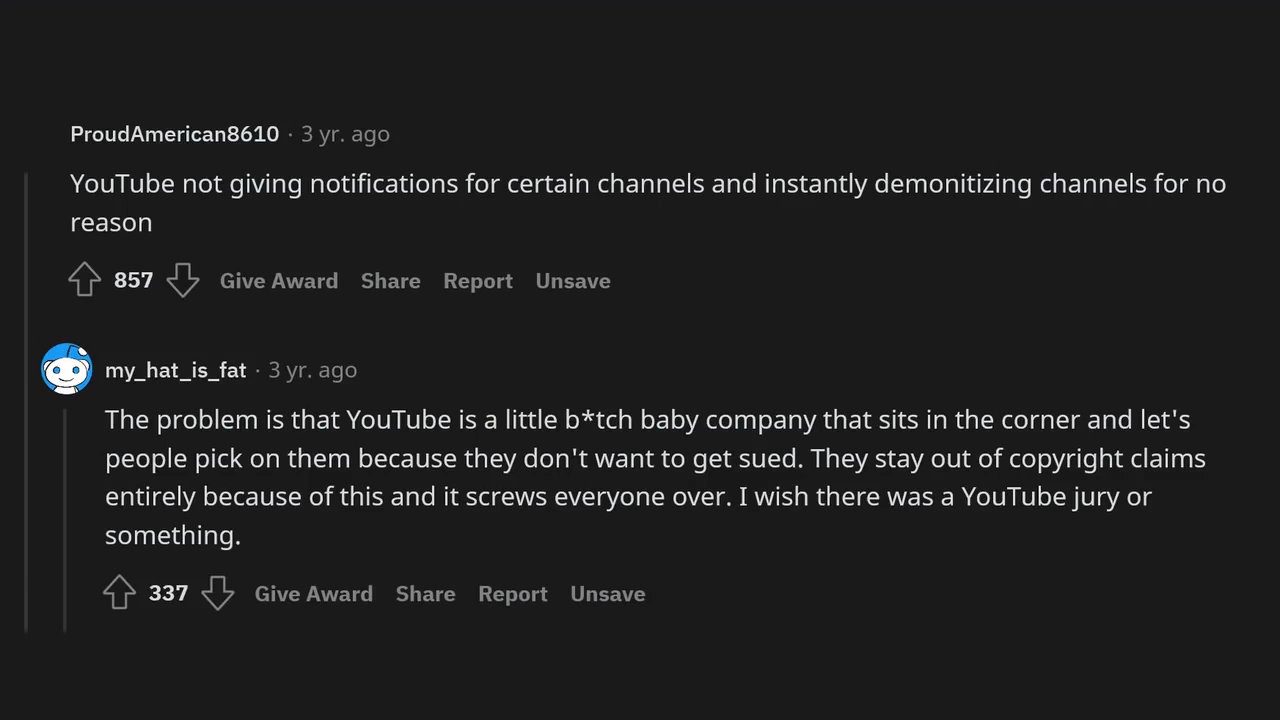 ProudAmerican8610 · 3 yr. ago
YouTube not giving notifications for certain channels and instantly demonitizing channels for no
reason
857 Give Award Share Report Unsave
my_hat_is_fat · 3 yr. ago
The problem is that YouTube is a little b*tch baby company that sits in the corner and let's
people pick on them because they don't want to get sued. They stay out of copyright claims
entirely because of this and it screws everyone over. I wish there was a YouTube jury or
something.
337 Give Award Share Report Unsave